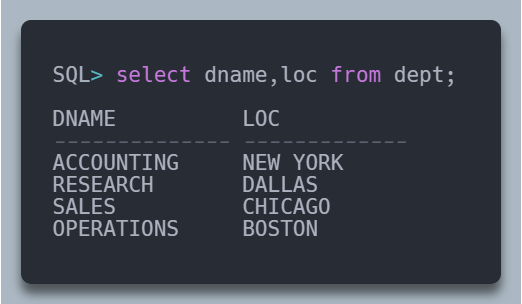 SQL> select dname,loc from dept;
DNAME          LOC
-------------- -------------
ACCOUNTING     NEW YORK
RESEARCH       DALLAS
SALES          CHICAGO
OPERATIONS     BOSTON